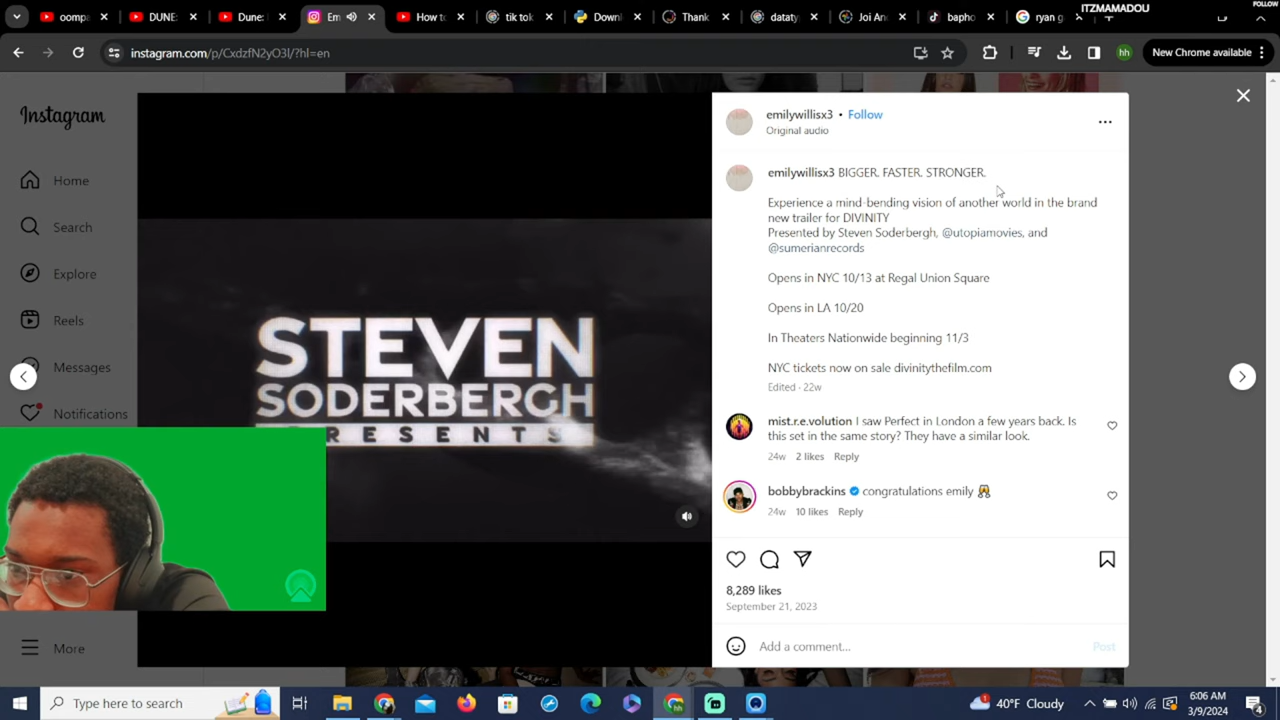 ITZMAMADOU
FOLLOW
oompa
DUNE:
Dune:
Em
How to
tik tok
Downl
Thank
dataty
Joi An
bapho
ryan g
instagram.com/p/CxdzfN2yO3l/?hl=en
hh
New Chrome available
Instagram
Home
Search
Explore
Reels
Messages
Notifications
More
STEVEN
SODERBERGH
PRESENTS
emilywillisx3 • Follow
Original audio
emilywillisx3 BIGGER. FASTER. STRONGER.
Experience a mind-bending vision of another world in the brand
new trailer for DIVINITY
Presented by Steven Soderbergh, @utopiamovies, and
@sumerianrecords
Opens in NYC 10/13 at Regal Union Square
Opens in LA 10/20
In Theaters Nationwide beginning 11/3
NYC tickets now on sale divinitythefilm.com
Edited · 22w
mist.r.e.volution I saw Perfect in London a few years back. Is
this set in the same story? They have a similar look.
24w 2 likes Reply
bobbybrackins congratulations emily 🥂
24w 10 likes Reply
8,289 likes
September 21, 2023
Add a comment...
Post
Type here to search
hh
1
40°F Cloudy
6:06 AM
3/9/2024
4